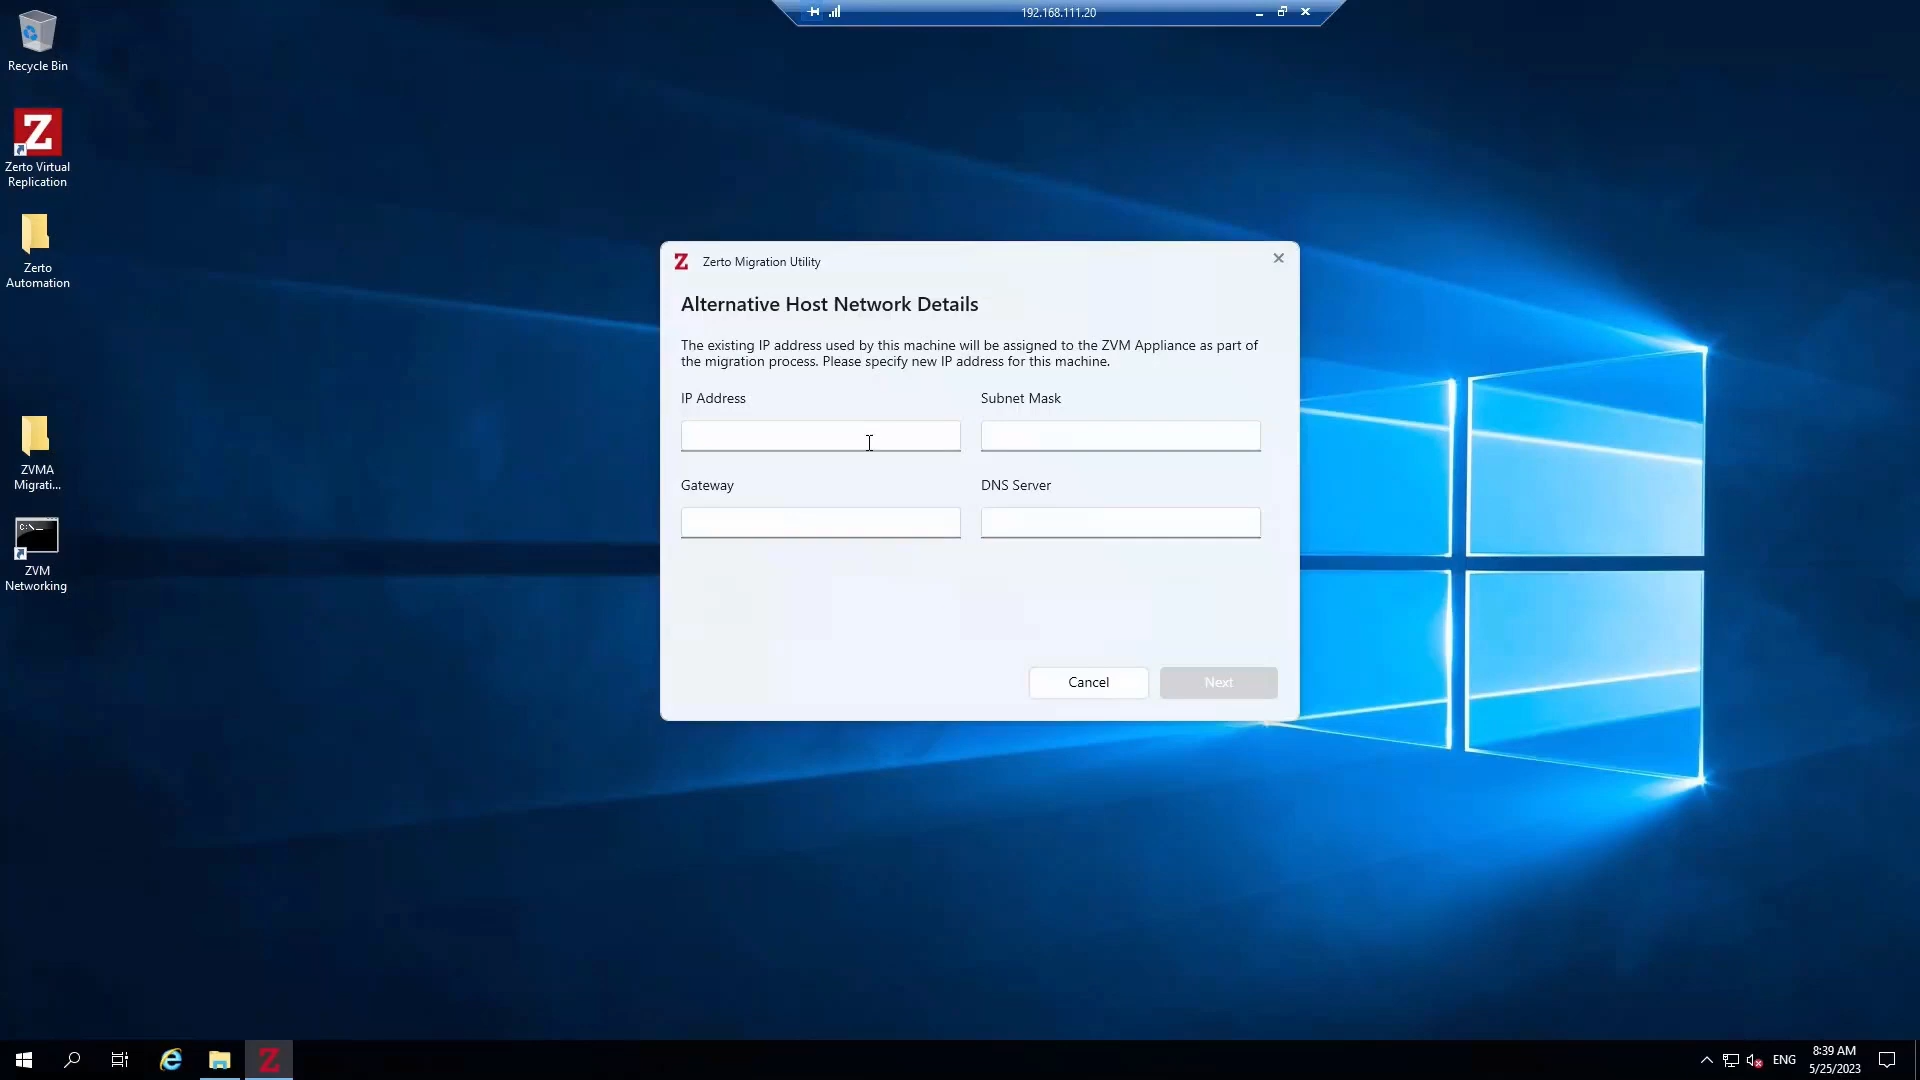 192.168.111.20
Recycle Bin
Z
Zerto Virtual
Replication
Zerto
Automation
ZVMA
Migrati...
C:\_
ZVM
Networking
Z
Zerto Migration Utility
Alternative Host Network Details
The existing IP address used by this machine will be assigned to the ZVM Appliance as part of
the migration process. Please specify new IP address for this machine.
IP Address
Subnet Mask
Gateway
DNS Server
Cancel
Next
Z
ENG
8:39 AM
5/25/2023